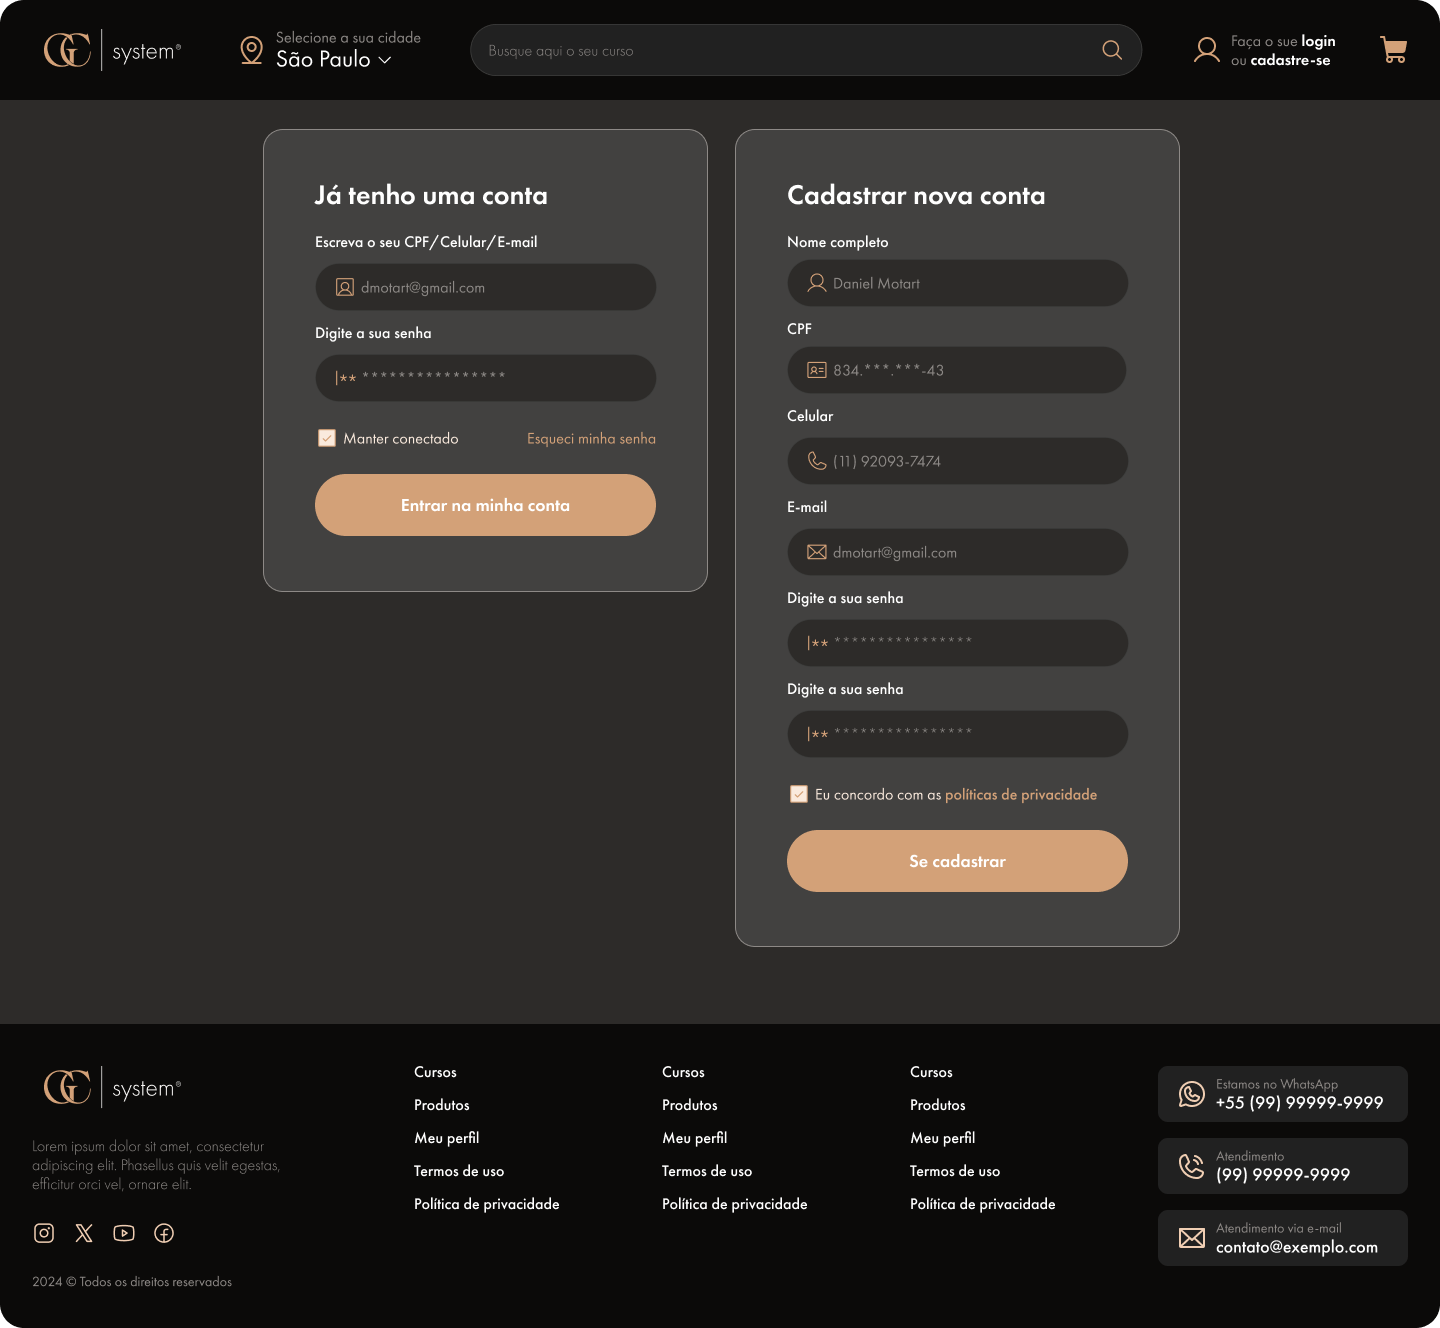 GC system®
Selecione a sua cidade
São Paulo
Busque aqui o seu curso
Faça o sue login
ou cadastre-se
Já tenho uma conta
Escreva o seu CPF/Celular/E-mail
dmotart@gmail.com
Digite a sua senha
|** ****************
Manter conectado
Esqueci minha senha
Entrar na minha conta
Cadastrar nova conta
Nome completo
Daniel Motart
CPF
834.***.***-43
Celular
(11) 92093-7474
E-mail
dmotart@gmail.com
Digite a sua senha
|** ****************
Digite a sua senha
|** ****************
Eu concordo com as políticas de privacidade
Se cadastrar
GC system®
Lorem ipsum dolor sit amet, consectetur
adipiscing elit. Phasellus quis velit egestas,
efficitur orci vel, ornare elit.
2024 © Todos os direitos reservados
Cursos
Produtos
Meu perfil
Termos de uso
Política de privacidade
Cursos
Produtos
Meu perfil
Termos de uso
Política de privacidade
Cursos
Produtos
Meu perfil
Termos de uso
Política de privacidade
Estamos no WhatsApp
+55 (99) 99999-9999
Atendimento
(99) 99999-9999
Atendimento via e-mail
contato@exemplo.com